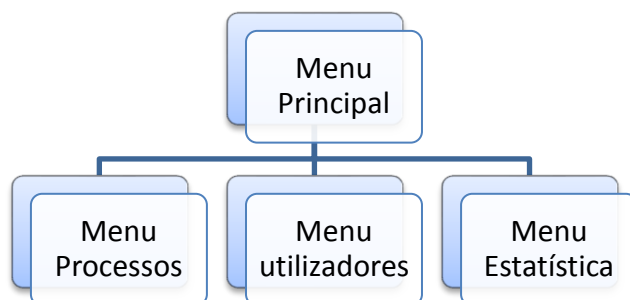 Menu
Principal
Menu
Processos
Menu
utilizadores
Menu
Estatística